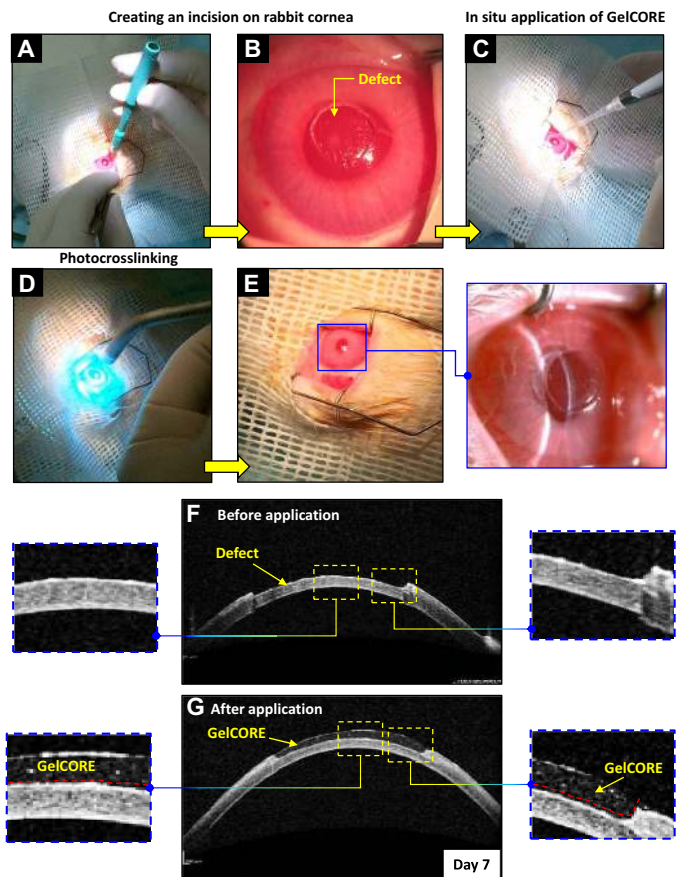 Creating an incision on rabbit cornea
In situ application of GelCORE
A
B
Defect
C
Photocrosslinking
D
E
F
Before application
Defect
G
After application
GelCORE
GelCORE
GelCORE
Day 7